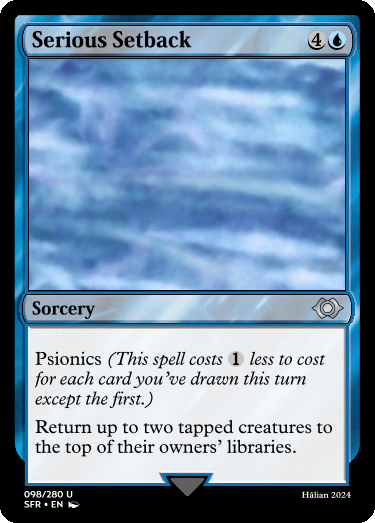 Serious Setback 4
Sorcery
Psionics (This spell costs 1 less to cost
for each card you've drawn this turn
except the first.)
Return up to two tapped creatures to
the top of their owners' libraries.
098/280 U
SFR • EN
Hålian 2024